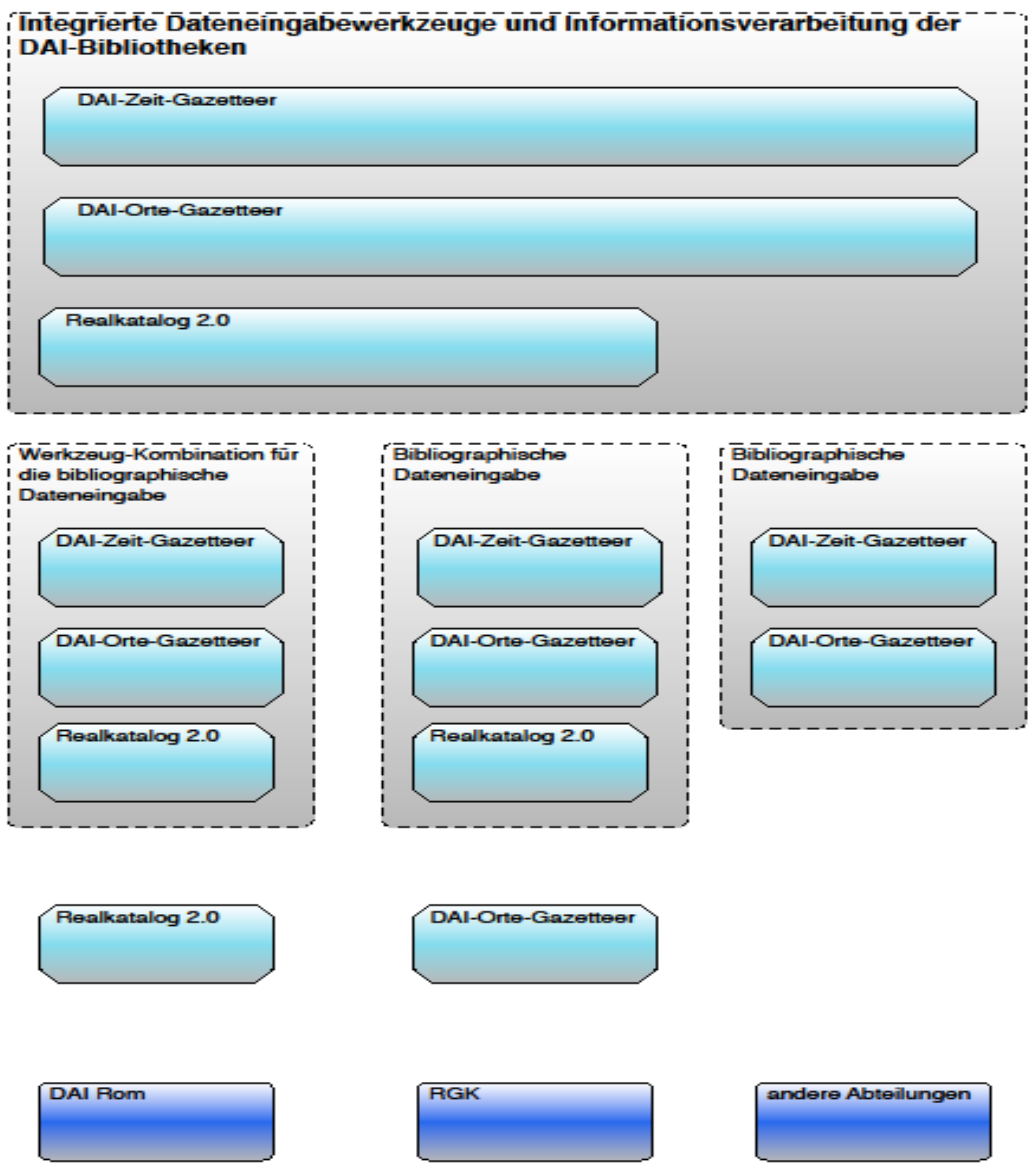 Integrierte Dateneingabewerkzeuge und Informationsverarbeitung der
DAI-Bibliotheken
DAI-Zeit-Gazetteer
DAI-Orte-Gazetteer
Realkatalog 2.0
Werkzeug-Kombination für
die bibliographische
Dateneingabe
DAI-Zeit-Gazetteer
DAI-Orte-Gazetteer
Realkatalog 2.0
Bibliographische
Dateneingabe
DAI-Zeit-Gazetteer
DAI-Orte-Gazetteer
Realkatalog 2.0
Bibliographische
Dateneingabe
DAI-Zeit-Gazetteer
DAI-Orte-Gazetteer
Realkatalog 2.0
DAI-Orte-Gazetteer
DAI Rom
RGK
andere Abteilungen